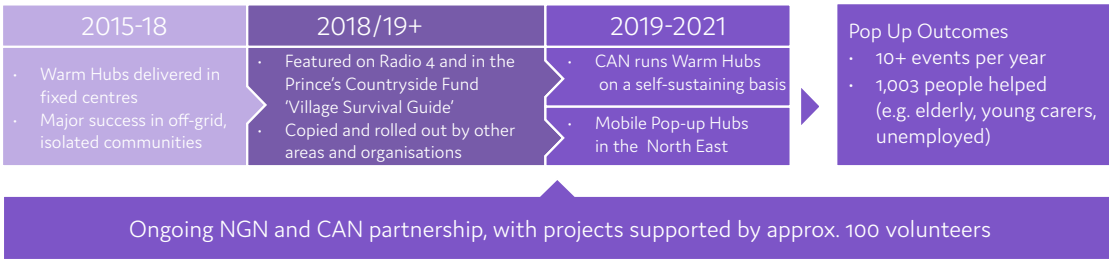 2015-18
• Warm Hubs delivered in
fixed centres
• Major success in off-grid,
isolated communities
2018/19+
• Featured on Radio 4 and in the
Prince's Countryside Fund
'Village Survival Guide'
• Copied and rolled out by other
areas and organisations
2019-2021
• CAN runs Warm Hubs
on a self-sustaining basis
• Mobile Pop-up Hubs
in the North East
Pop Up Outcomes
• 10+ events per year
• 1,003 people helped
(e.g. elderly, young carers,
unemployed)
Ongoing NGN and CAN partnership, with projects supported by approx. 100 volunteers